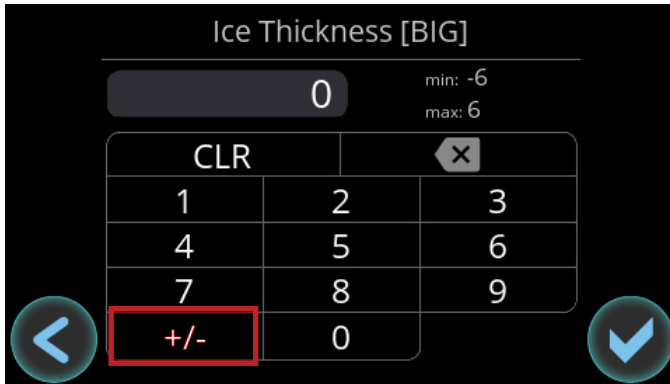 Ice Thickness [BIG]
0
min: -6
max: 6
CLR
1 2 3
4 5 6
7 8 9
+/- 0